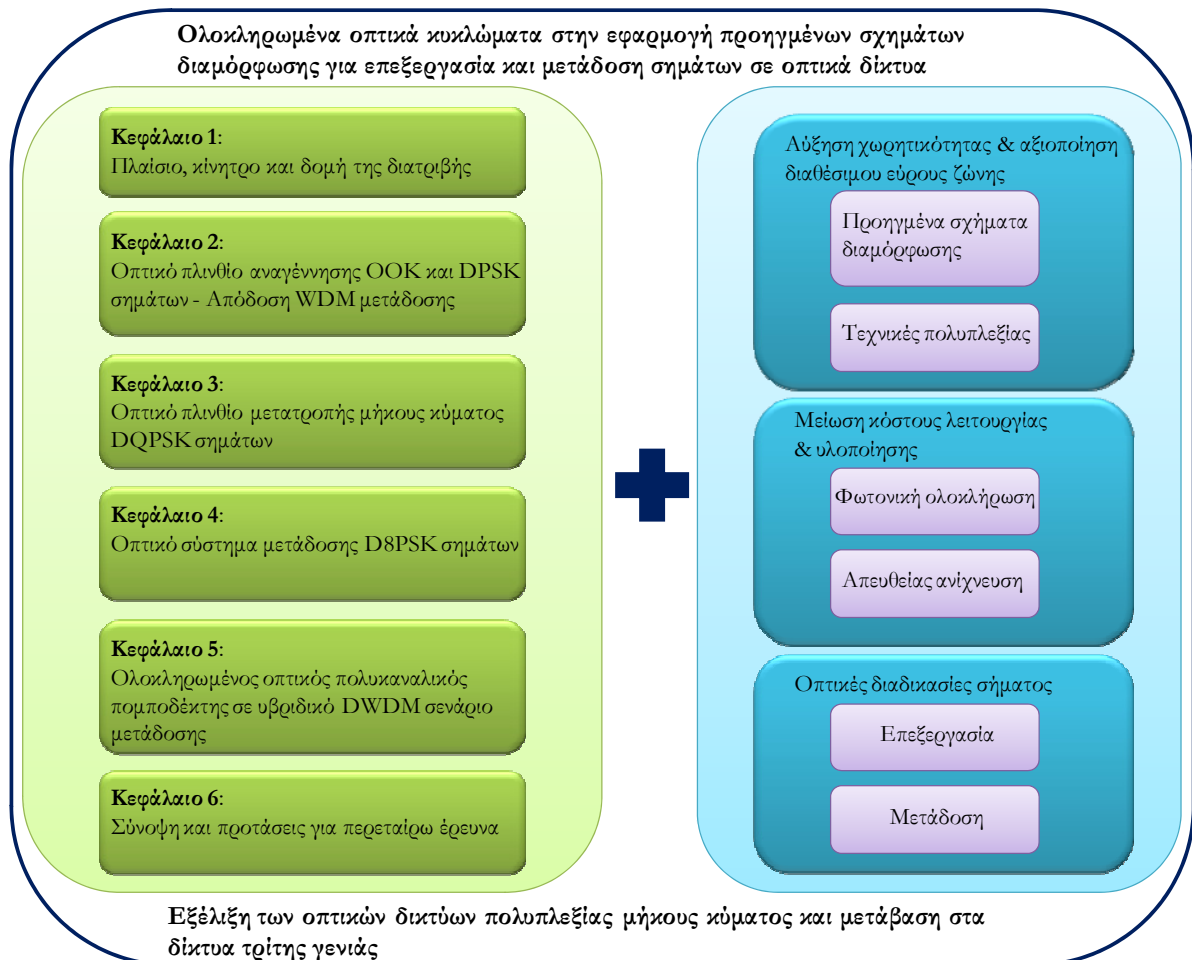 Ολοκληρωμένα οπτικά κυκλώματα στην εφαρμογή προηγμένων σχημάτων
διαμόρφωσης για επεξεργασία και μετάδοση σημάτων σε οπτικά δίκτυα
Κεφάλαιο 1:
Πλαίσιο, κίνητρο και δομή της διατριβής
Κεφάλαιο 2:
Οπτικό πλινθίο αναγέννησης OOK και DPSK
σημάτων - Απόδοση WDM μετάδοσης
Κεφάλαιο 3:
Οπτικό πλινθίο μετατροπής μήκους κύματος
DQPSK σημάτων
Κεφάλαιο 4:
Οπτικό σύστημα μετάδοσης D8PSK σημάτων
Κεφάλαιο 5:
Ολοκληρωμένος οπτικός πολυκαναλικός
πομποδέκτης σε υβριδικό DWDM σενάριο
μετάδοσης
Κεφάλαιο 6:
Σύνοψη και προτάσεις για περεταίρω έρευνα
Αύξηση χωρητικότητας & αξιοποίηση
διαθέσιμου εύρους ζώνης
Προηγμένα σχήματα
διαμόρφωσης
Τεχνικές πολυπλεξίας
Μείωση κόστους λειτουργίας
& υλοποίησης
Φωτονική ολοκλήρωση
Απευθείας ανίχνευση
Οπτικές διαδικασίες σήματος
Επεξεργασία
Μετάδοση
Εξέλιξη των οπτικών δικτύων πολυπλεξίας μήκους κύματος και μετάβαση στα
δίκτυα τρίτης γενιάς